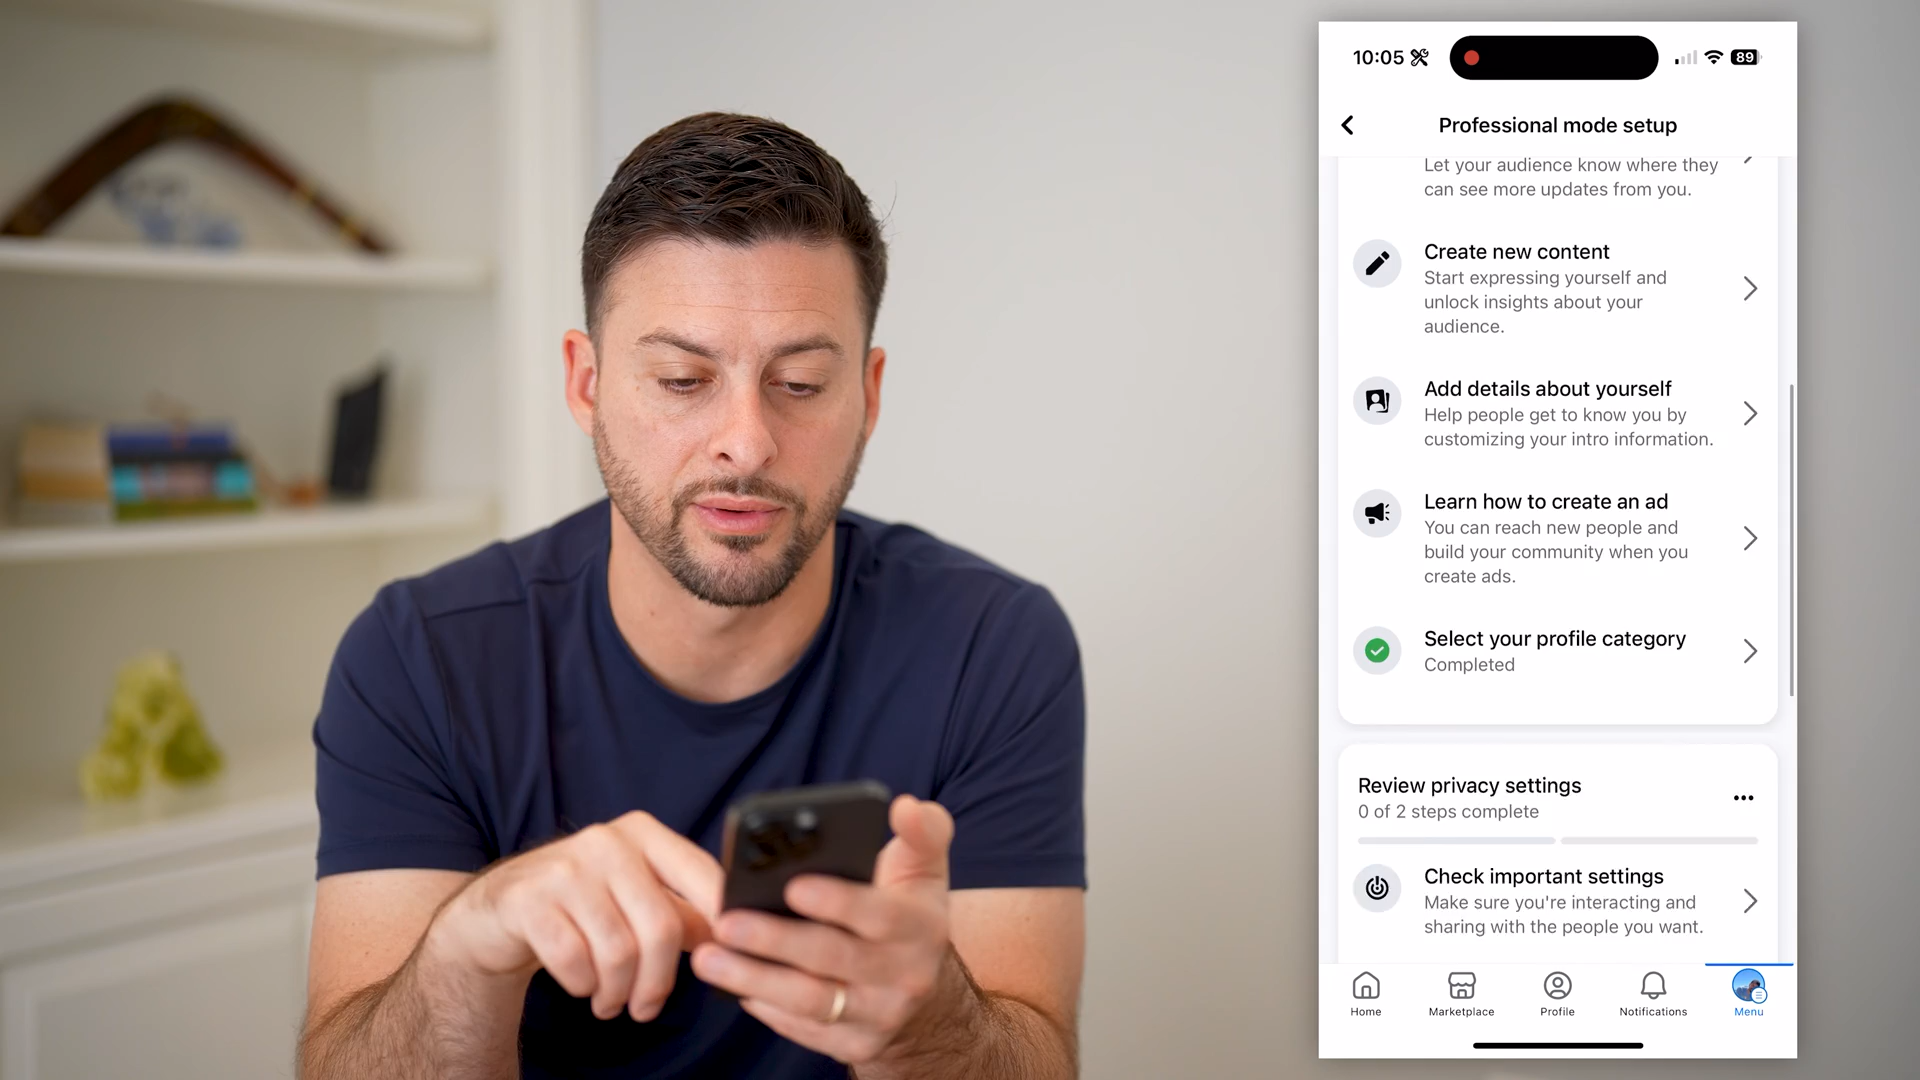 10:05
89
Professional mode setup
Let your audience know where they
can see more updates from you.
Create new content
Start expressing yourself and
unlock insights about your
audience.
Add details about yourself
Help people get to know you by
customizing your intro information.
Learn how to create an ad
You can reach new people and
build your community when you
create ads.
Select your profile category
Completed
Review privacy settings
0 of 2 steps complete
Check important settings
Make sure you're interacting and
sharing with the people you want.
Home
Marketplace
Profile
Notifications
Menu